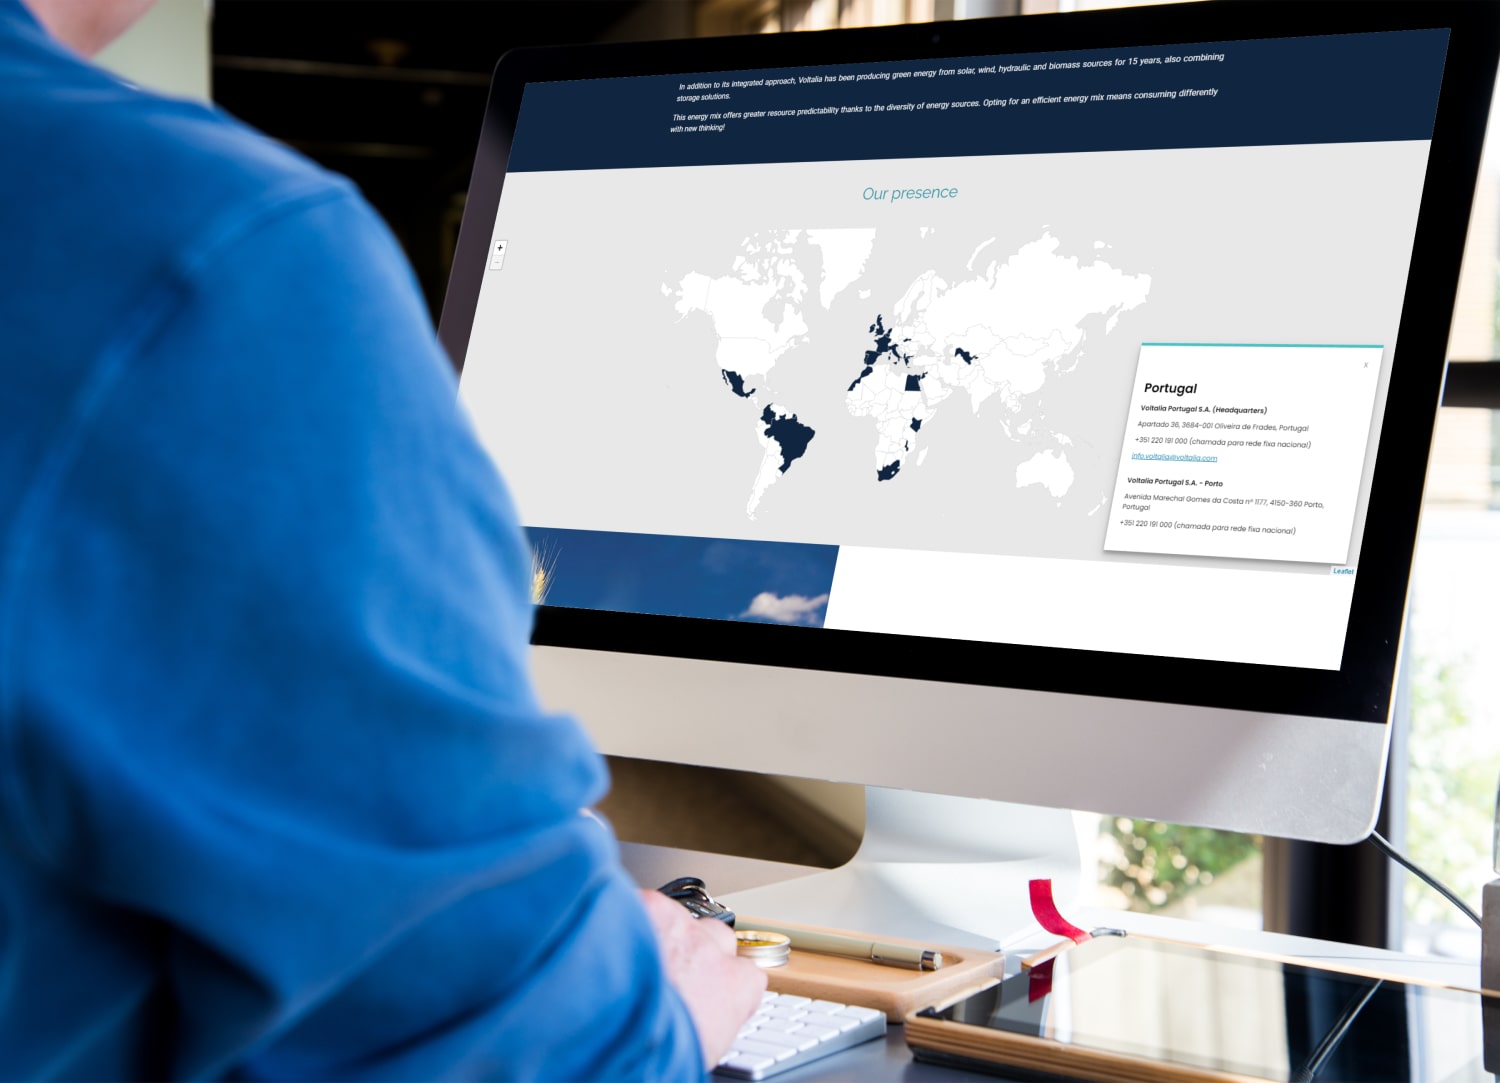 In addition to its integrated approach, Voltalia has been producing green energy from solar, wind, hydraulic and biomass sources for 15 years, also combining
storage solutions.
This energy mix offers greater resource predictability thanks to the diversity of energy sources. Opting for an efficient energy mix means consuming differently
with new thinking!
Our presence
+
−
x
Portugal
Voltalia Portugal S.A. (Headquarters)
Apartado 36, 3684-001 Oliveira de Frades, Portugal
+351 220 191 000 (chamada para rede fixa nacional)
info.voltalia@voltalia.com
Voltalia Portugal S.A. - Porto
Avenida Marechal Gomes da Costa nº 1177, 4150-360 Porto,
Portugal
+351 220 191 000 (chamada para rede fixa nacional)
Leaflet